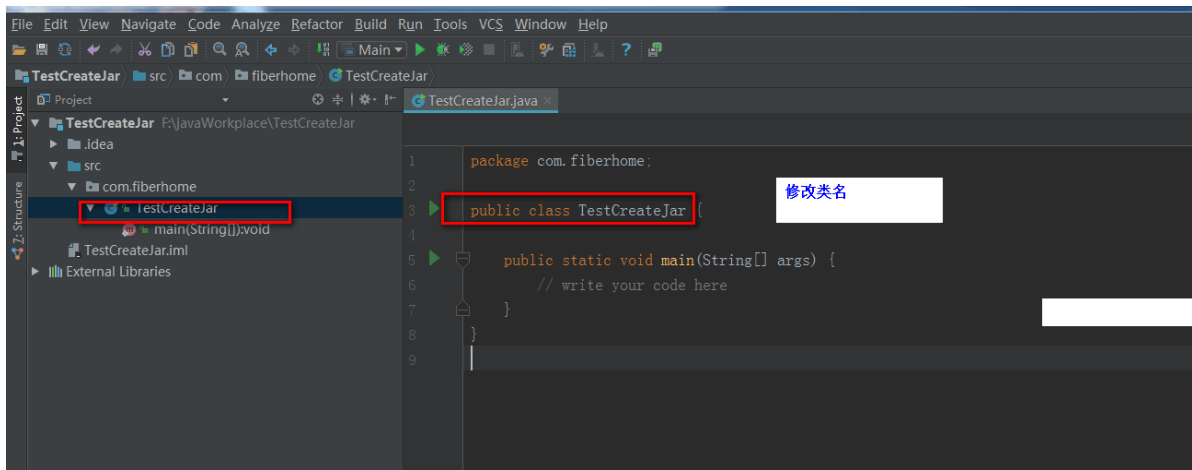 File Edit View Navigate Code Analyze Refactor Build Run Tools VCS Window Help
Main
TestCreateJar src com fiberhome TestCreateJar
1: Project
Project
TestCreateJar.java
TestCreateJar F:\javaWorkplace\TestCreateJar
.idea
src
com.fiberhome
TestCreateJar
main(String[]):void
TestCreateJar.iml
External Libraries
Z: Structure
1 package com.fiberhome;
2
修改类名
3 public class TestCreateJar {
4
5 public static void main(String[] args) {
6 // write your code here
7 }
8 }
9